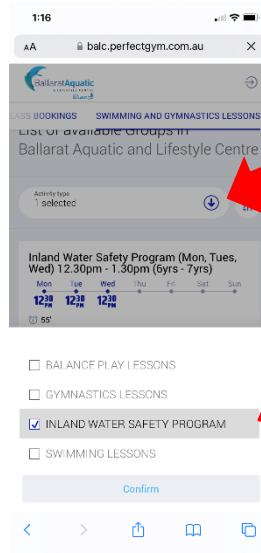 1:16
AA balc.perfectgym.com.au
Ballarat Aquatic
ASS BOOKINGS SWIMMING AND GYMNASTICS LESSONS
List of available Groups in
Ballarat Aquatic and Lifestyle Centre
Activity type
1 selected
Inland Water Safety Program (Mon, Tues,
Wed) 12.30pm - 1.30pm (6yrs - 7yrs)
Mon Tue Wed Thu Fri Sat Sun
12:30 PM 12:30 PM 12:30 PM
55'
BALANCE PLAY LESSONS
GYMNASTICS LESSONS
INLAND WATER SAFETY PROGRAM
SWIMMING LESSONS
Confirm